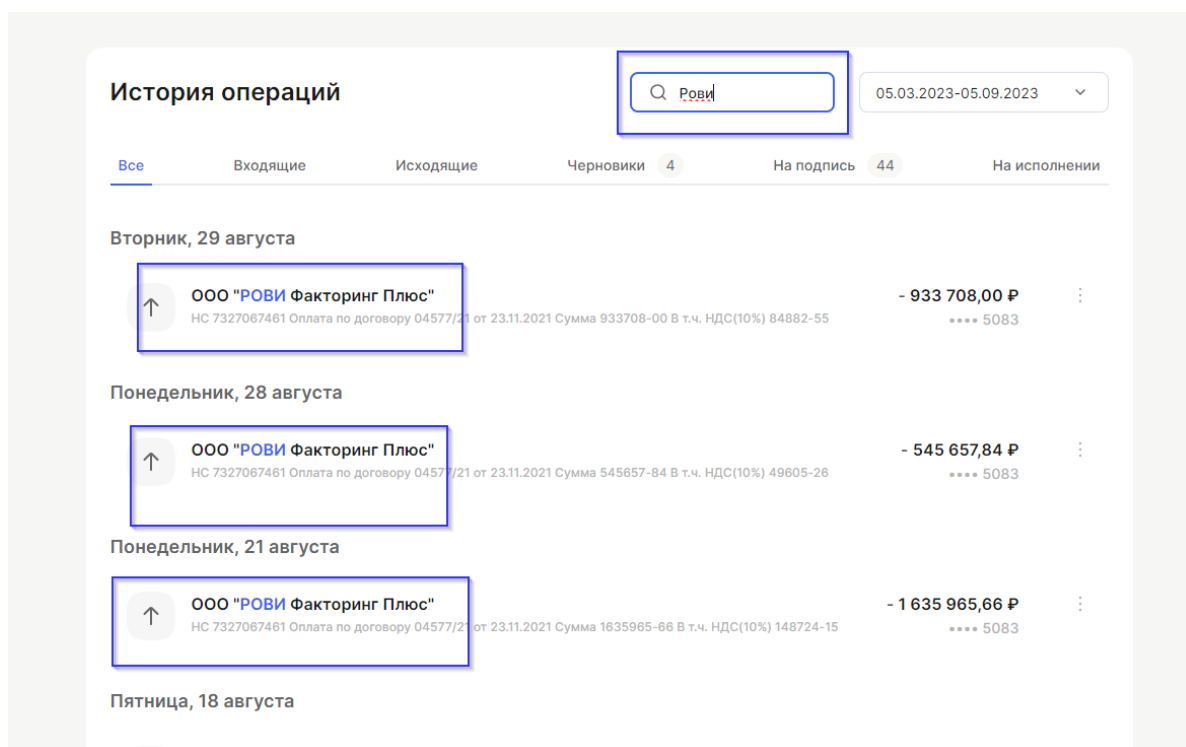 История операций
Рови
05.03.2023-05.09.2023
Все Входящие Исходящие Черновики 4 На подпись 44 На исполнении
Вторник, 29 августа
ООО "РОВИ Факторинг Плюс" - 933 708,00 ₽
НС 7327067461 Оплата по договору 04577/21 от 23.11.2021 Сумма 933708-00 В т.ч. НДС(10%) 84882-55 •••• 5083
Понедельник, 28 августа
ООО "РОВИ Факторинг Плюс" - 545 657,84 ₽
НС 7327067461 Оплата по договору 04577/21 от 23.11.2021 Сумма 545657-84 В т.ч. НДС(10%) 49605-26 •••• 5083
Понедельник, 21 августа
ООО "РОВИ Факторинг Плюс" - 1 635 965,66 ₽
НС 7327067461 Оплата по договору 04577/21 от 23.11.2021 Сумма 1635965-66 В т.ч. НДС(10%) 148724-15 •••• 5083
Пятница, 18 августа